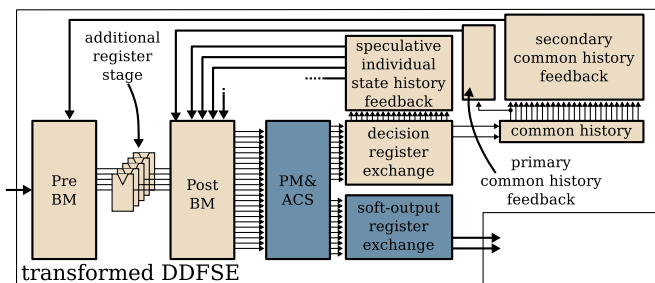 additional
register
stage
speculative
individual
state history
feedback
secondary
common history
feedback
Pre
BM
Post
BM
PM&
ACS
decision
register
exchange
common history
primary
common history
feedback
soft-output
register
exchange
transformed DDFSE